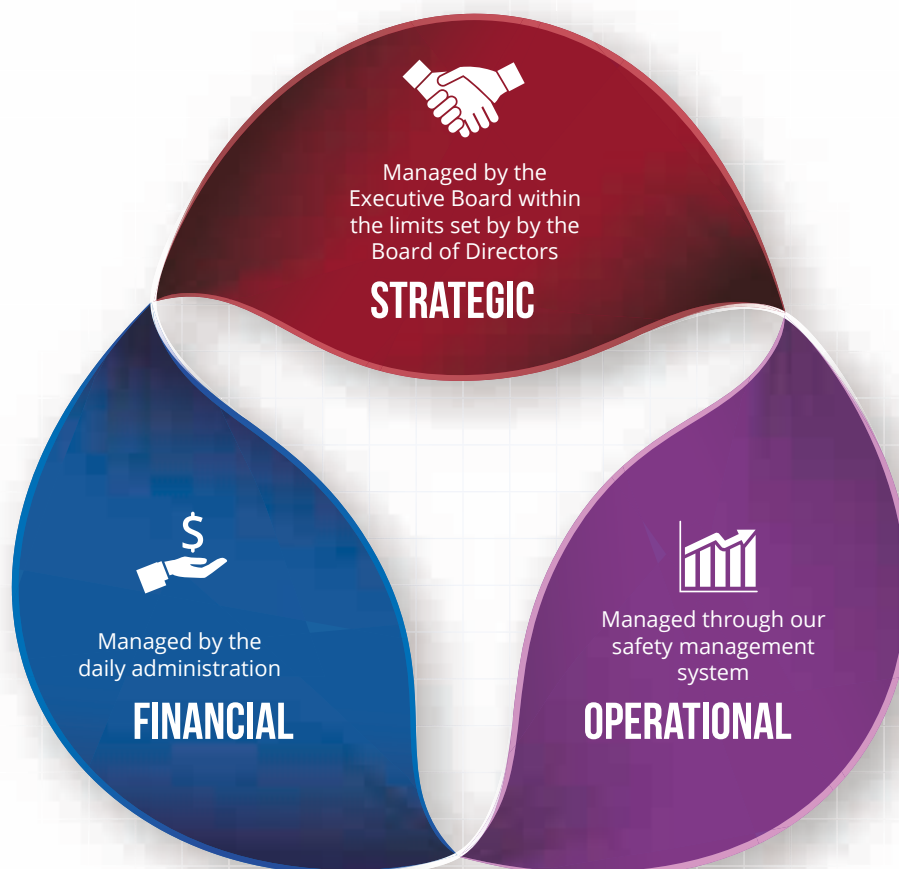 Managed by the
Executive Board within
the limits set by by the
Board of Directors
STRATEGIC
$
Managed by the
daily administration
FINANCIAL
Managed through our
safety management
system
OPERATIONAL